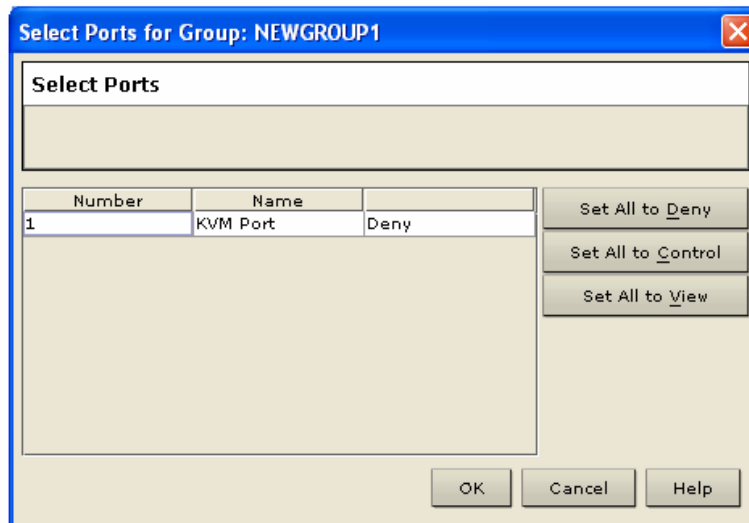 Select Ports for Group: NEWGROUP1
Select Ports
Number Name
1 KVM Port Deny
Set All to Deny
Set All to Control
Set All to View
OK Cancel Help